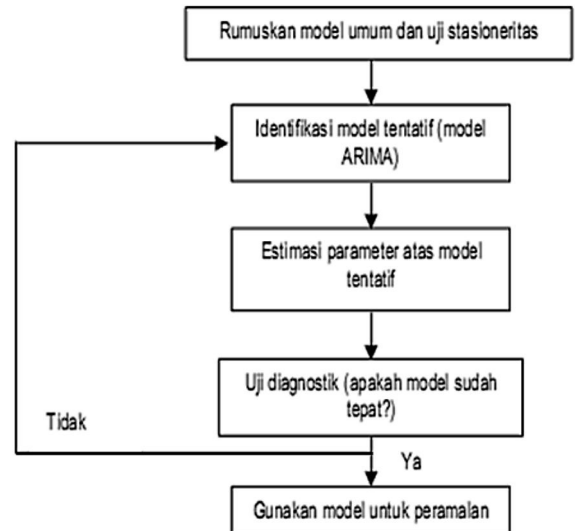 Rumuskan model umum dan uji stasioneritas
Identifikasi model tentatif (model
ARIMA)
Estimasi parameter atas model
tentatif
Uji diagnostik (apakah model sudah
tepat?)
Tidak
Ya
Gunakan model untuk peramalan